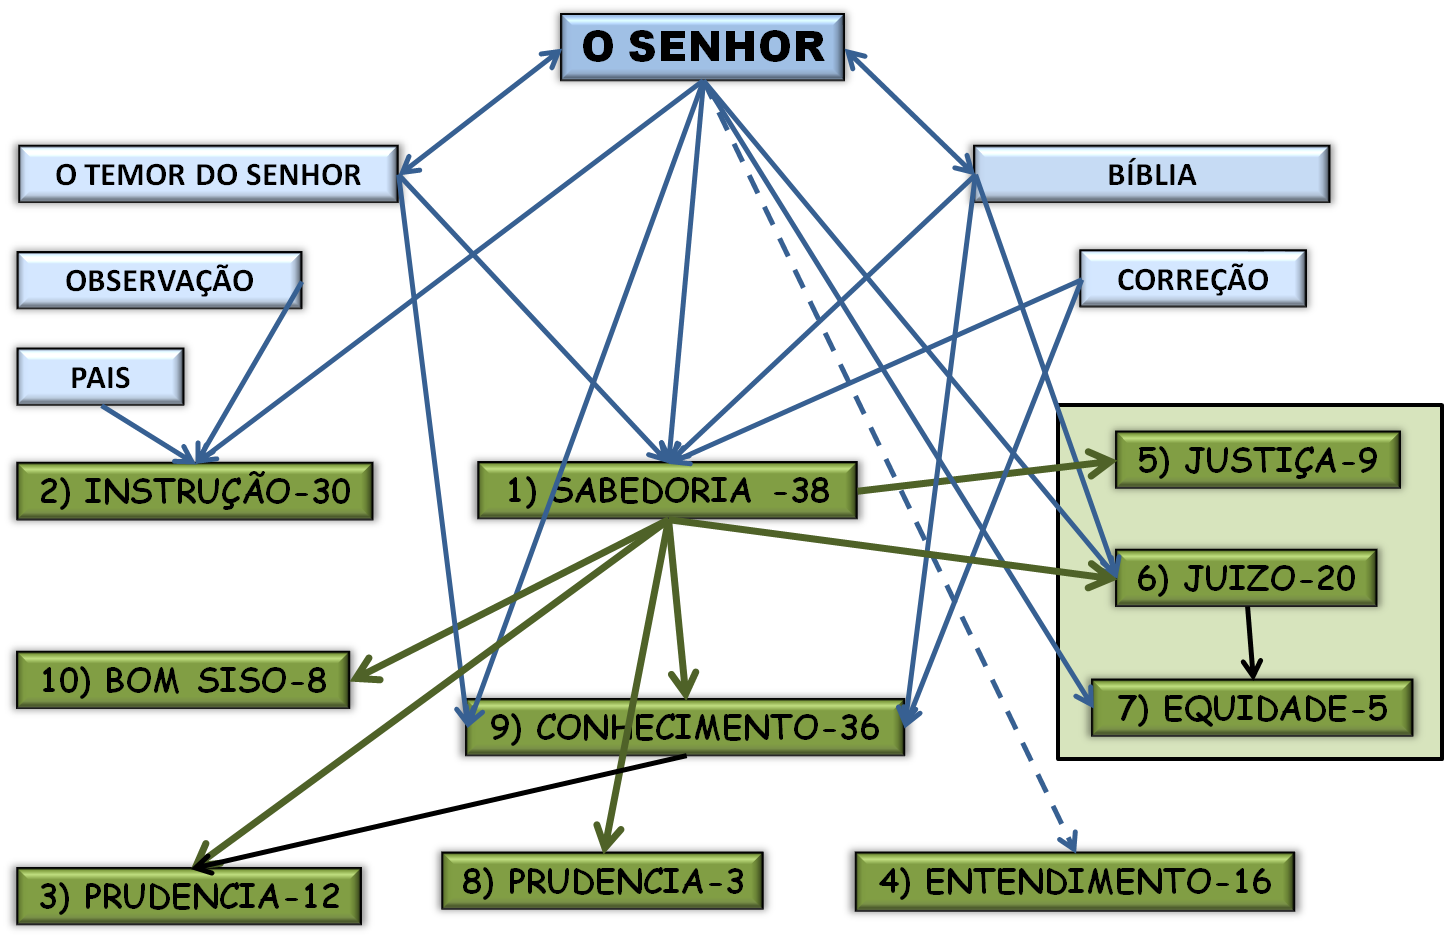 O SENHOR
O TEMOR DO SENHOR
BÍBLIA
OBSERVAÇÃO
CORREÇÃO
PAIS
2) INSTRUÇÃO-30
1) SABEDORIA -38
5) JUSTIÇA-9
6) JUIZO-20
10) BOM SISO-8
9) CONHECIMENTO-36
7) EQUIDADE-5
3) PRUDENCIA-12
8) PRUDENCIA-3
4) ENTENDIMENTO-16